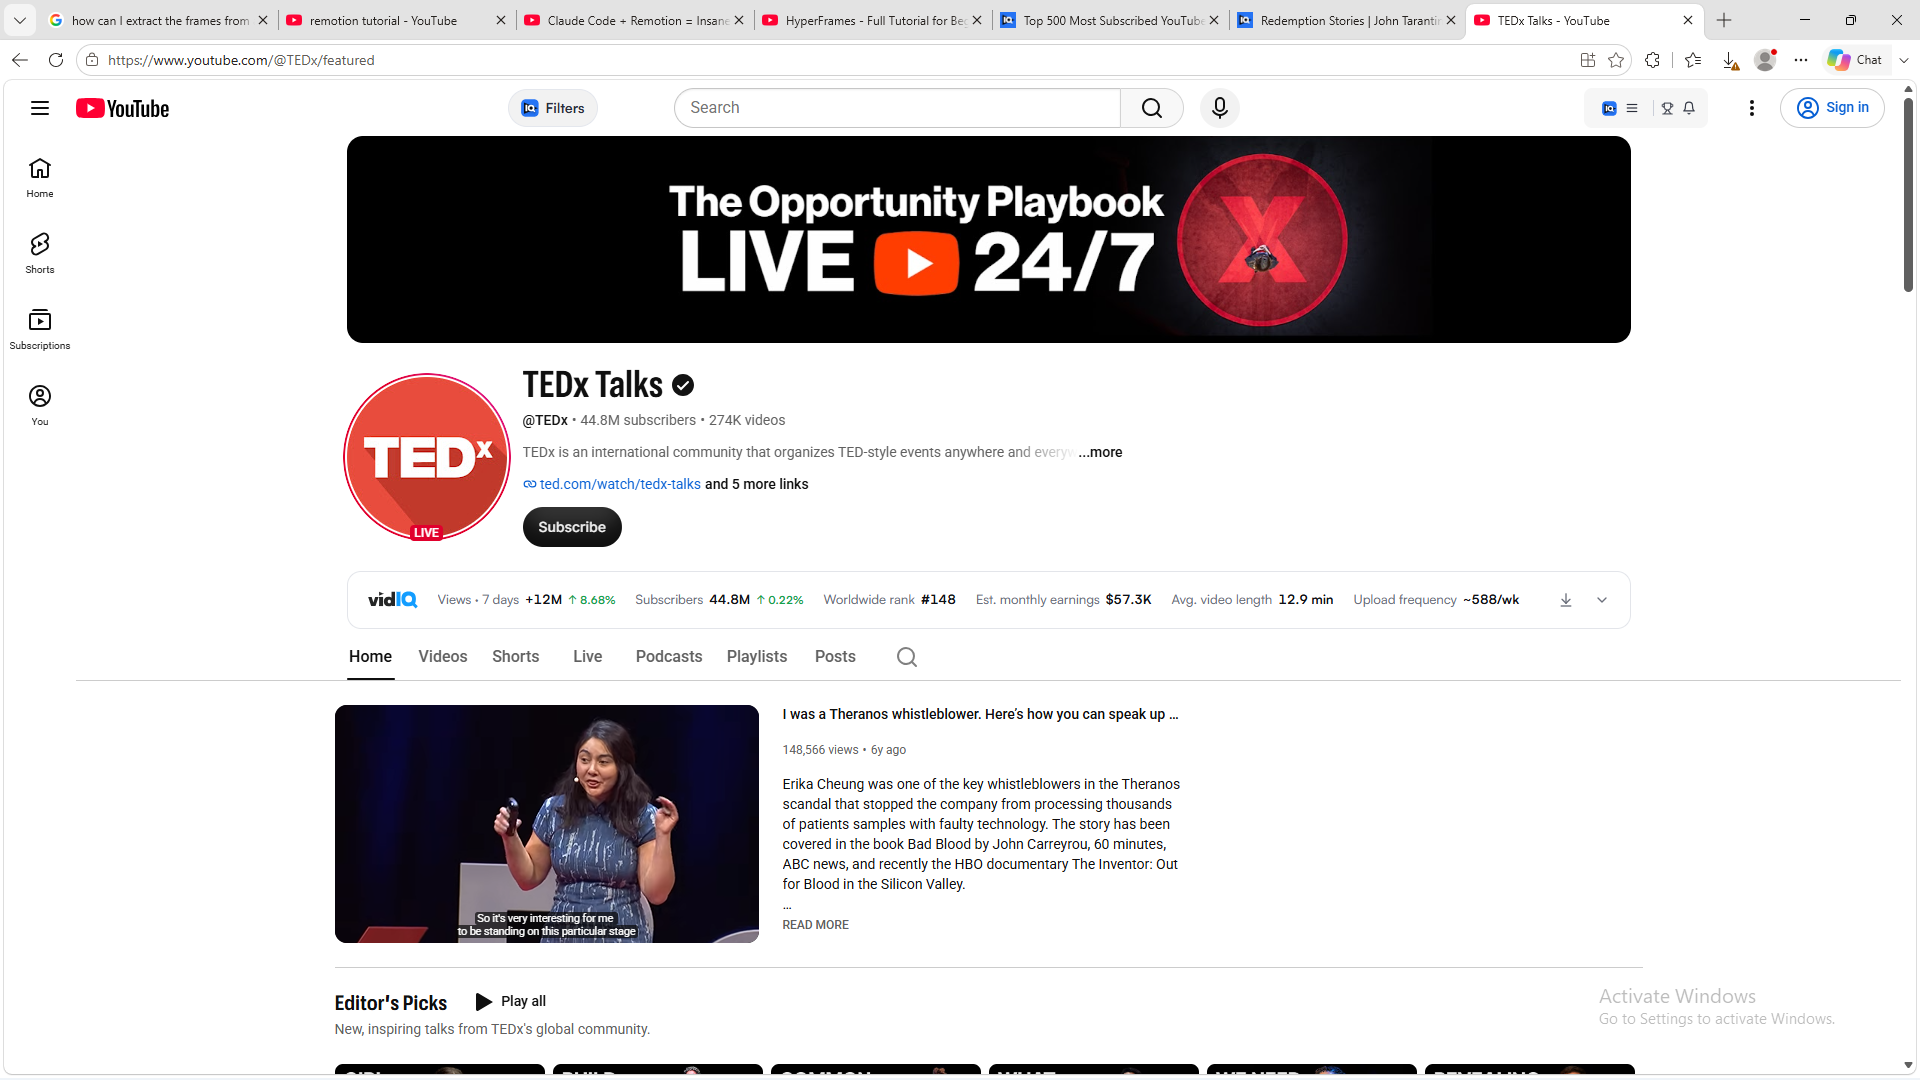 how can I extract the frames from
remotion tutorial - YouTube
Claude Code + Remotion = Insane
HyperFrames - Full Tutorial for Beg
Top 500 Most Subscribed YouTube
Redemption Stories | John Tarantin
TEDx Talks - YouTube
https://www.youtube.com/@TEDx/featured
Chat
YouTube
IQ Filters
Search
IQ
Sign in
Home
Shorts
Subscriptions
You
The Opportunity Playbook
LIVE 24/7
X
TEDx
LIVE
TEDx Talks
@TEDx • 44.8M subscribers • 274K videos
TEDx is an international community that organizes TED-style events anywhere and everyw ...more
ted.com/watch/tedx-talks and 5 more links
Subscribe
vidIQ Views • 7 days +12M ↑ 8.68% Subscribers 44.8M ↑ 0.22% Worldwide rank #148 Est. monthly earnings $57.3K Avg. video length 12.9 min Upload frequency ~588/wk
Home Videos Shorts Live Podcasts Playlists Posts
So it's very interesting for me
to be standing on this particular stage
I was a Theranos whistleblower. Here's how you can speak up ...
148,566 views • 6y ago
Erika Cheung was one of the key whistleblowers in the Theranos
scandal that stopped the company from processing thousands
of patients samples with faulty technology. The story has been
covered in the book Bad Blood by John Carreyrou, 60 minutes,
ABC news, and recently the HBO documentary The Inventor: Out
for Blood in the Silicon Valley.
...
READ MORE
Editor's Picks Play all
New, inspiring talks from TEDx's global community.
Activate Windows
Go to Settings to activate Windows.
COMMON
WHAT
WE NEED
REVEALING